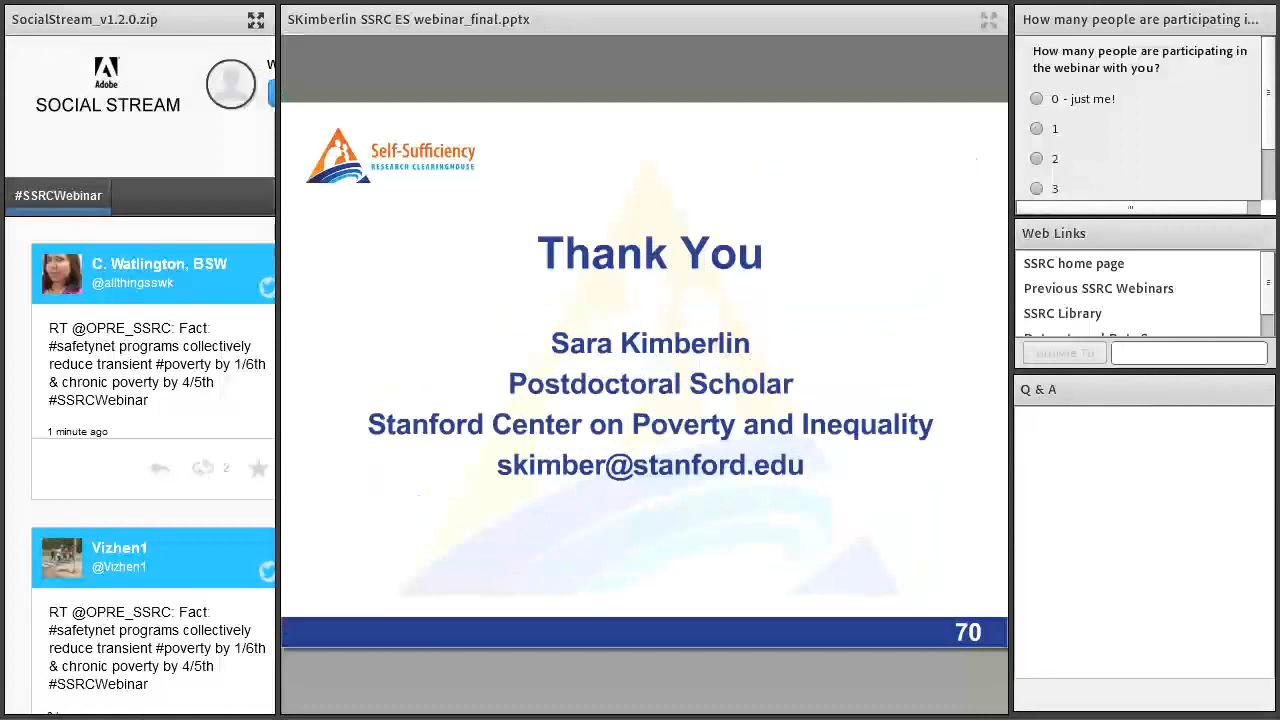 SocialStream_v1.2.0.zip
Adobe
SOCIAL STREAM
#SSRCWebinar
C. Watlington, BSW
@allthingsswk
RT @OPRE_SSRC: Fact:
#safetynet programs collectively
reduce transient #poverty by 1/6th
& chronic poverty by 4/5th
#SSRCWebinar
1 minute ago
2
Vizhen1
@Vizhen1
RT @OPRE_SSRC: Fact:
#safetynet programs collectively
reduce transient #poverty by 1/6th
& chronic poverty by 4/5th
#SSRCWebinar
SKimberlin SSRC ES webinar_final.pptx
Self-Sufficiency
RESEARCH CLEARINGHOUSE
Thank You
Sara Kimberlin
Postdoctoral Scholar
Stanford Center on Poverty and Inequality
skimber@stanford.edu
70
How many people are participating i...
How many people are participating in
the webinar with you?
0 - just me!
1
2
3
Web Links
SSRC home page
Previous SSRC Webinars
SSRC Library
Q & A